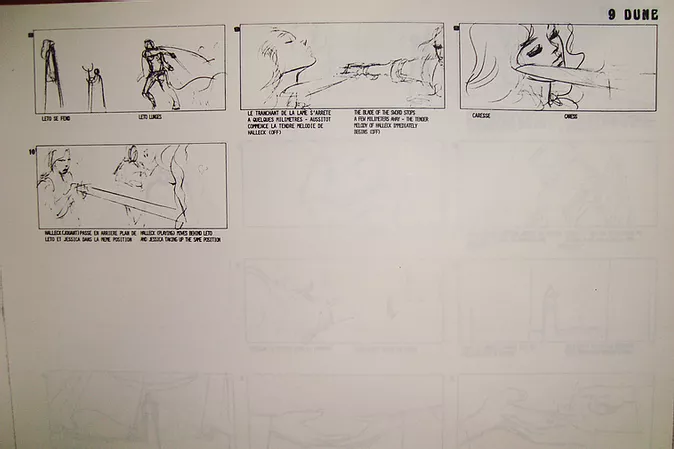 9 DUNE
LETO SE FEND
LETO LUNGES
LE TRANCHANT DE LA LAME S'ARRETE
A QUELQUES MILIMETRES - AUSSITOT
COMMENCE LA TENDRE MELODIE DE
HALLECK (OFF)
THE BLADE OF THE SWORD STOPS
A FEW MILIMETERS AWAY - THE TENDER
MELODY OF HALLECK IMMEDIATELY
BEGINS (OFF)
CARESSE
CARESS
10
HALLECK (JOUANT) PASSE EN ARRIERE PLAN DE
LETO ET JESSICA DANS LA MEME POSITION
HALLECK (PLAYING) MOVES BEHIND LETO
AND JESSICA TAKING UP THE SAME POSITION